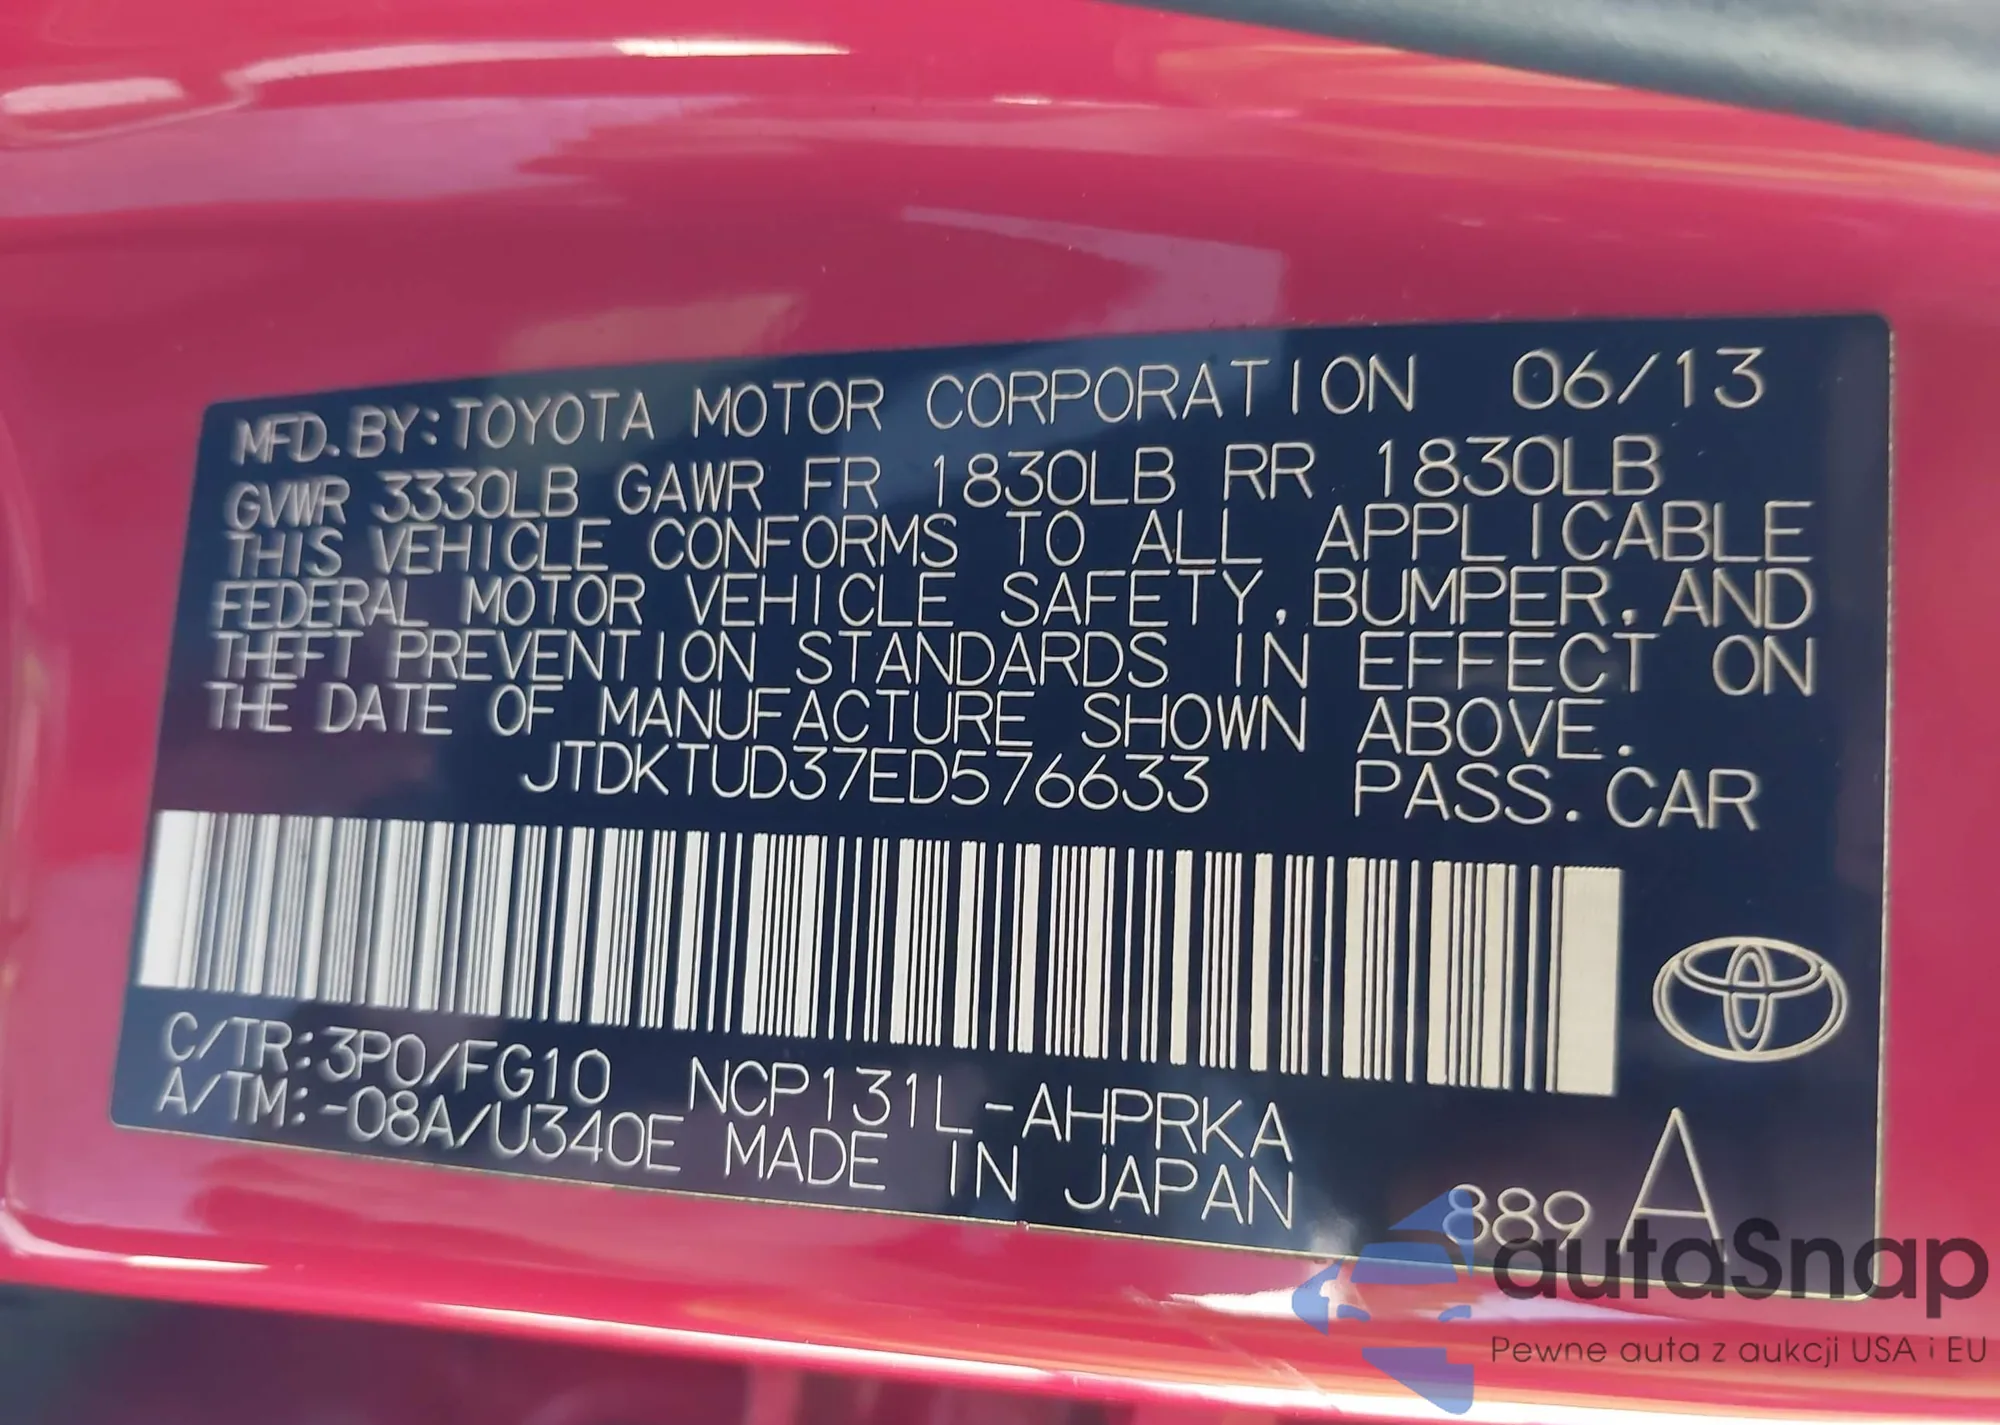 MFD. BY: TOYOTA MOTOR CORPORATION 06/13
GVWR 3330LB GAWR FR 1830LB RR 1830LB
THIS VEHICLE CONFORMS TO ALL APPLICABLE
FEDERAL MOTOR VEHICLE SAFETY, BUMPER, AND
THEFT PREVENTION STANDARDS IN EFFECT ON
THE DATE OF MANUFACTURE SHOWN ABOVE.
JTDKTUD37ED576633 PASS. CAR
C/TR:3P0/FG10 NCP131L-AHPRKA
A/TM:-08A/U340E MADE IN JAPAN
889 A
autaSnap
Pewne auta z aukcji USA i EU